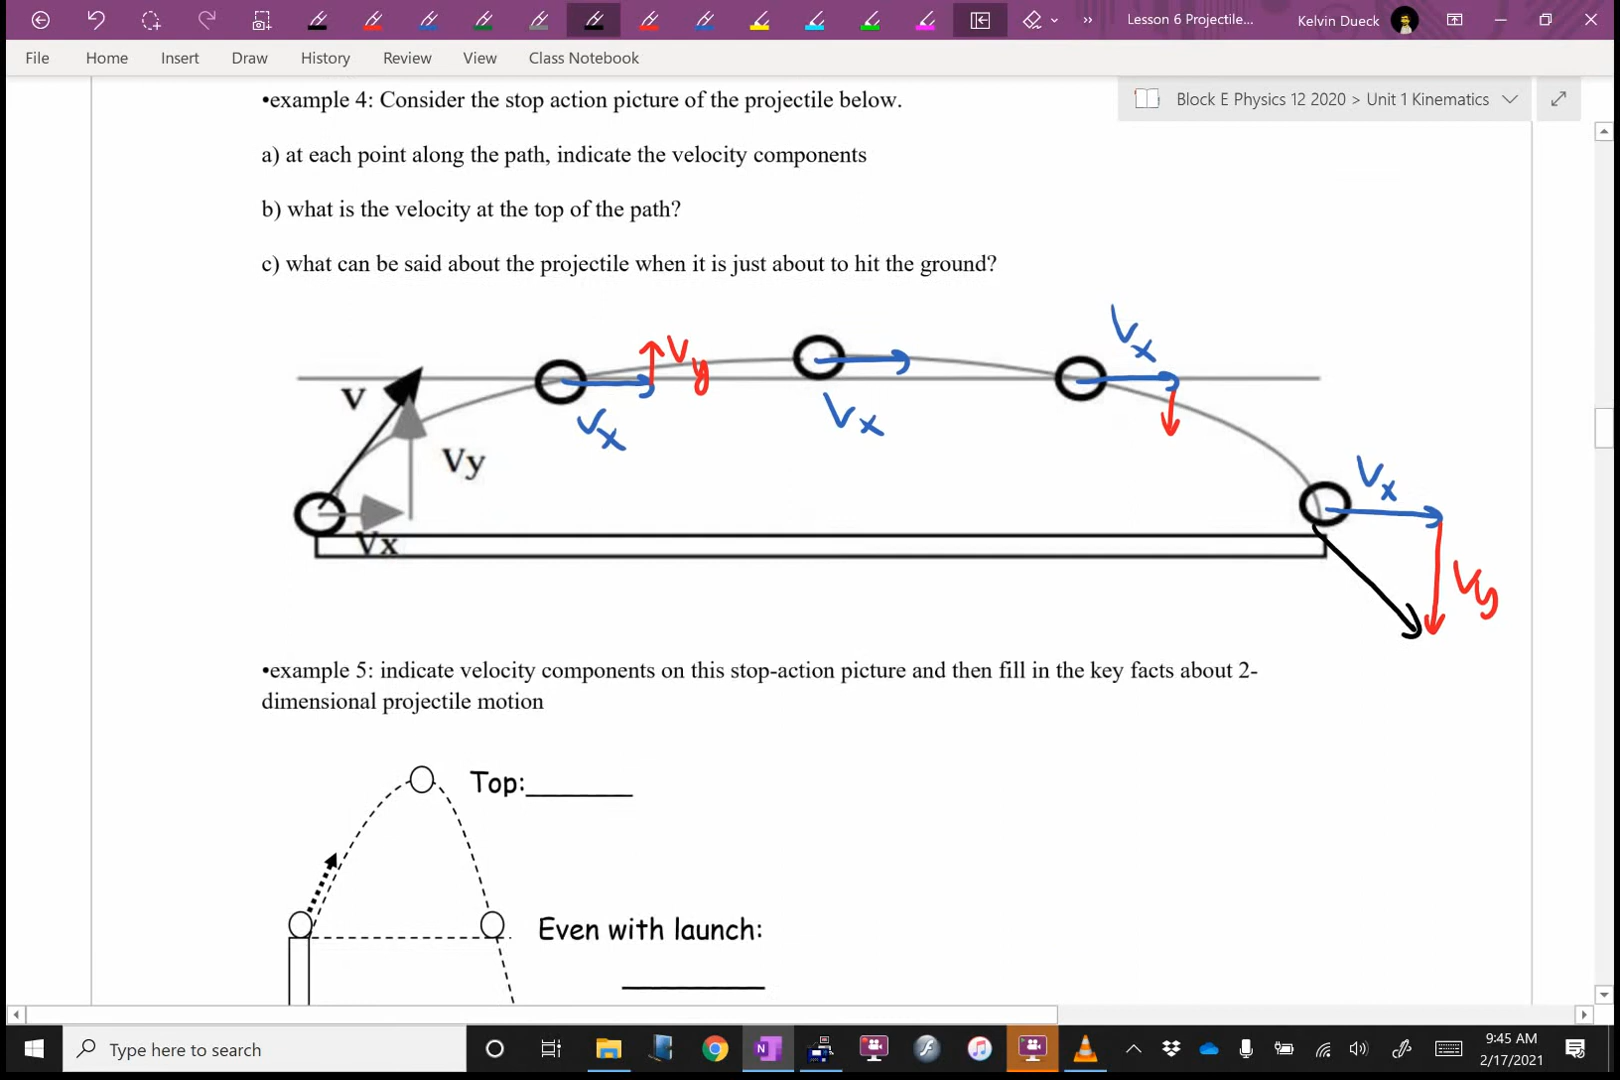 Lesson 6 Projectile...
Kelvin Dueck
File Home Insert Draw History Review View Class Notebook
Block E Physics 12 2020 > Unit 1 Kinematics
•example 4: Consider the stop action picture of the projectile below.
a) at each point along the path, indicate the velocity components
b) what is the velocity at the top of the path?
c) what can be said about the projectile when it is just about to hit the ground?
V
Vy
Vx
Vx
Vy
Vx
Vx
Vx
Vy
•example 5: indicate velocity components on this stop-action picture and then fill in the key facts about 2-
dimensional projectile motion
Top:________
Even with launch:
__________
Type here to search
9:45 AM
2/17/2021